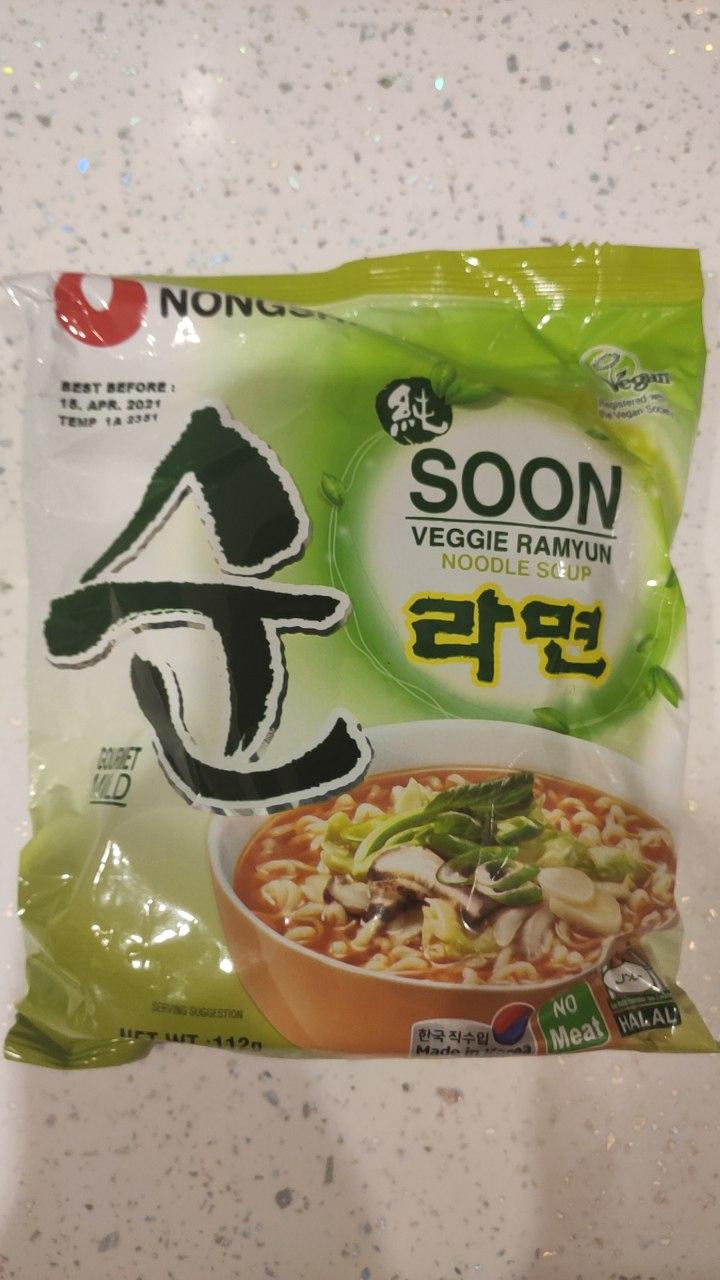 NONGSH
BEST BEFORE :
15. APR. 2021
TEMP 1A 2351
Vegan
Registered
the Vegan Society
純
SOON
VEGGIE RAMYUN
NOODLE SOUP
순
라면
GOURMET
MILD
SERVING SUGGESTION
NET WT.:112g
한국 직수입
Made in Korea
NO
Meat
HALAL